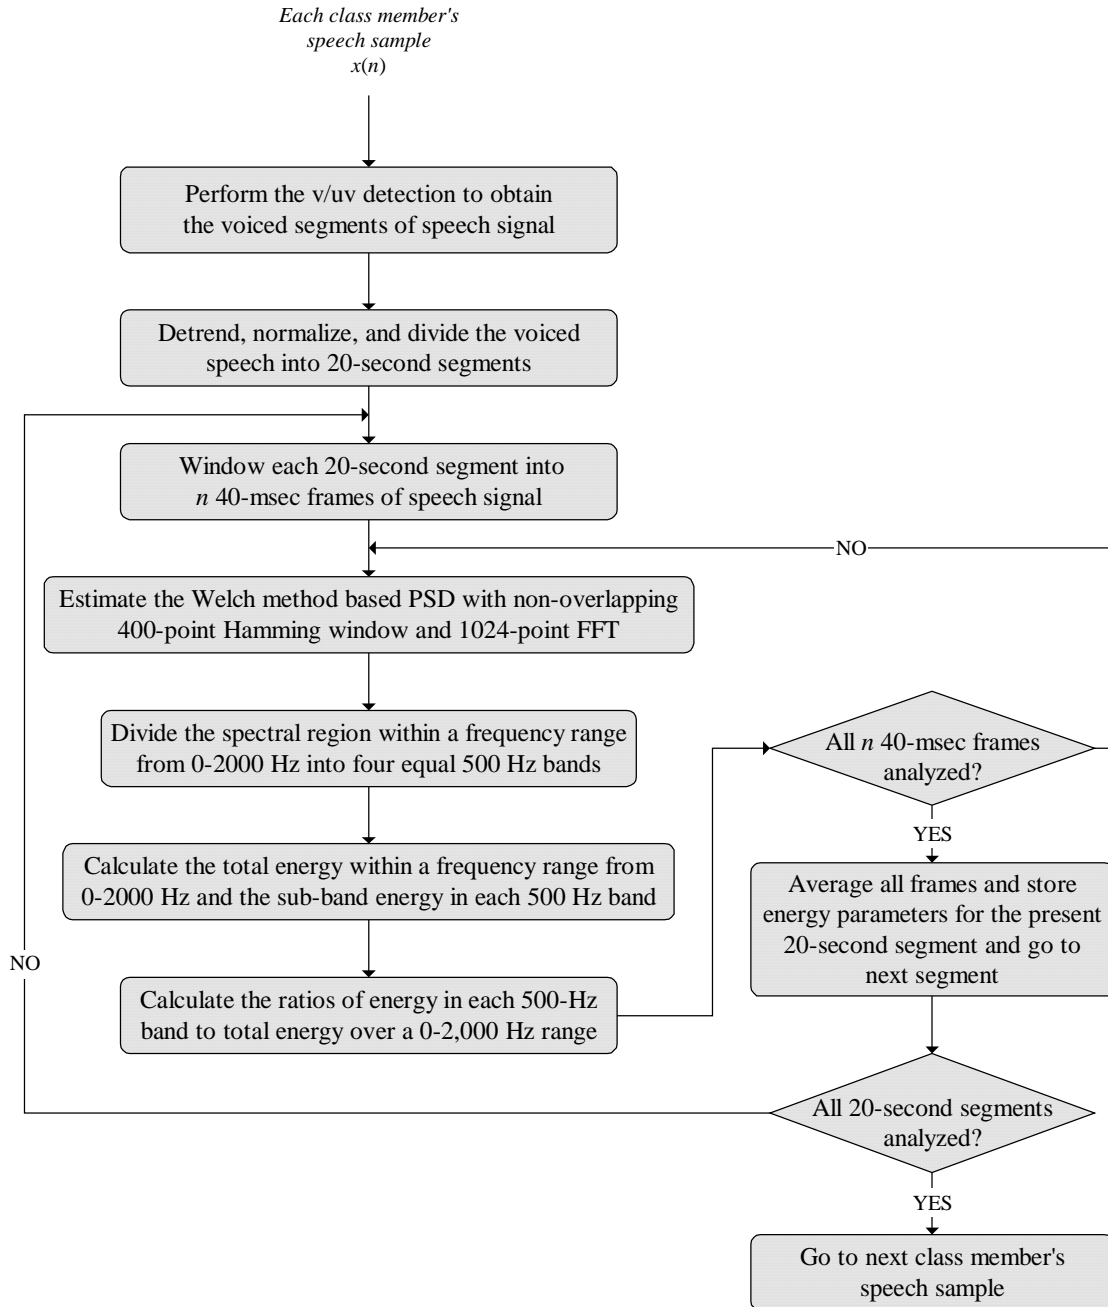 Each class member's
speech sample
x(n)
Perform the v/uv detection to obtain
the voiced segments of speech signal
Detrend, normalize, and divide the voiced
speech into 20-second segments
Window each 20-second segment into
n 40-msec frames of speech signal
NO
Estimate the Welch method based PSD with non-overlapping
400-point Hamming window and 1024-point FFT
Divide the spectral region within a frequency range
from 0-2000 Hz into four equal 500 Hz bands
Calculate the total energy within a frequency range from
0-2000 Hz and the sub-band energy in each 500 Hz band
Calculate the ratios of energy in each 500-Hz
band to total energy over a 0-2,000 Hz range
All n 40-msec frames
analyzed?
YES
Average all frames and store
energy parameters for the present
20-second segment and go to
next segment
NO
All 20-second segments
analyzed?
YES
Go to next class member's
speech sample